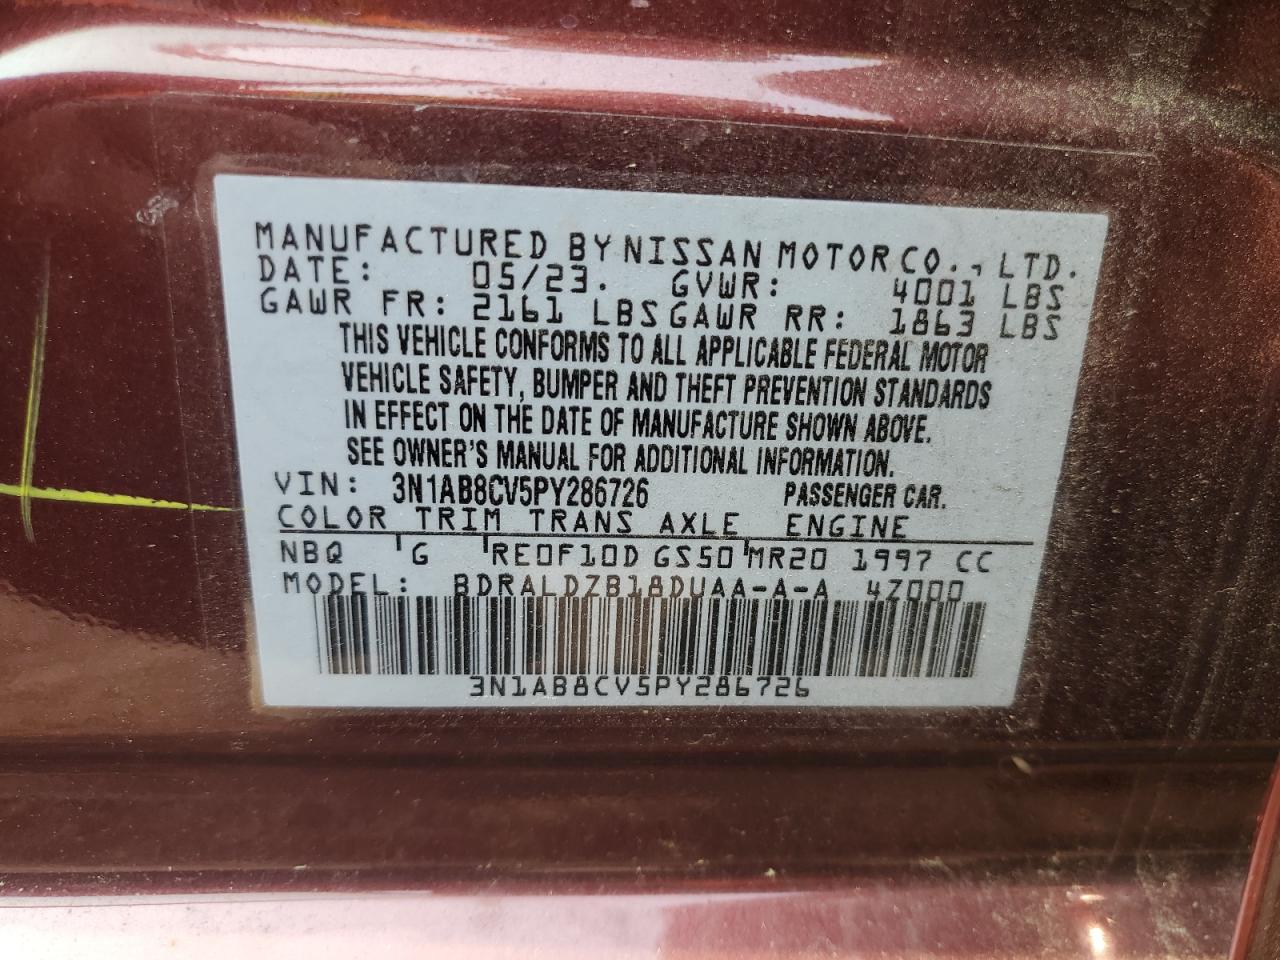 MANUFACTURED BY NISSAN MOTOR CO., LTD.
DATE: 05/23. GVWR: 4001 LBS
GAWR FR: 2161 LBS GAWR RR: 1863 LBS
THIS VEHICLE CONFORMS TO ALL APPLICABLE FEDERAL MOTOR
VEHICLE SAFETY, BUMPER AND THEFT PREVENTION STANDARDS
IN EFFECT ON THE DATE OF MANUFACTURE SHOWN ABOVE.
SEE OWNER'S MANUAL FOR ADDITIONAL INFORMATION.
VIN: 3N1AB8CV5PY286726 PASSENGER CAR.
COLOR TRIM TRANS AXLE ENGINE
NBQ G RE0F10D GS50 MR20 1997 CC
MODEL: BDRALDZB18DUAA-A-A 4Z000
3N1AB8CV5PY286726